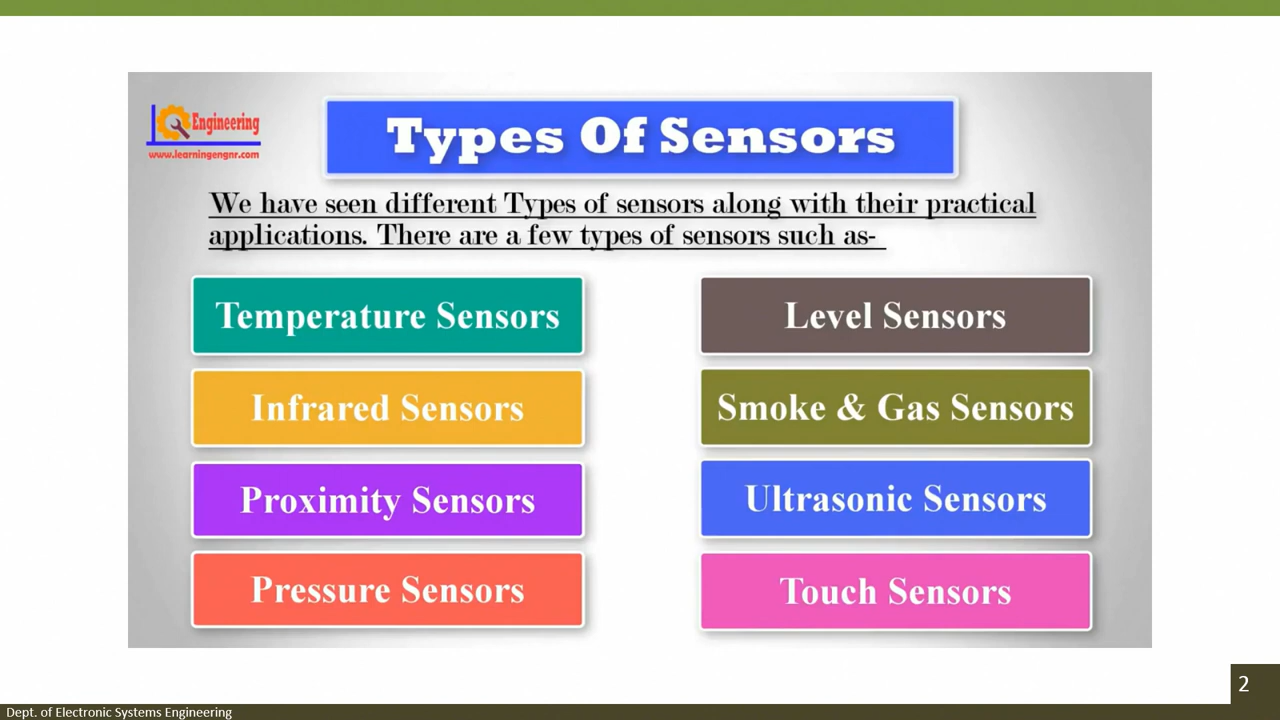 Engineering
www.learningengnr.com
Types Of Sensors
We have seen different Types of sensors along with their practical
applications. There are a few types of sensors such as-
Temperature Sensors
Infrared Sensors
Proximity Sensors
Pressure Sensors
Level Sensors
Smoke & Gas Sensors
Ultrasonic Sensors
Touch Sensors
2
Dept. of Electronic Systems Engineering